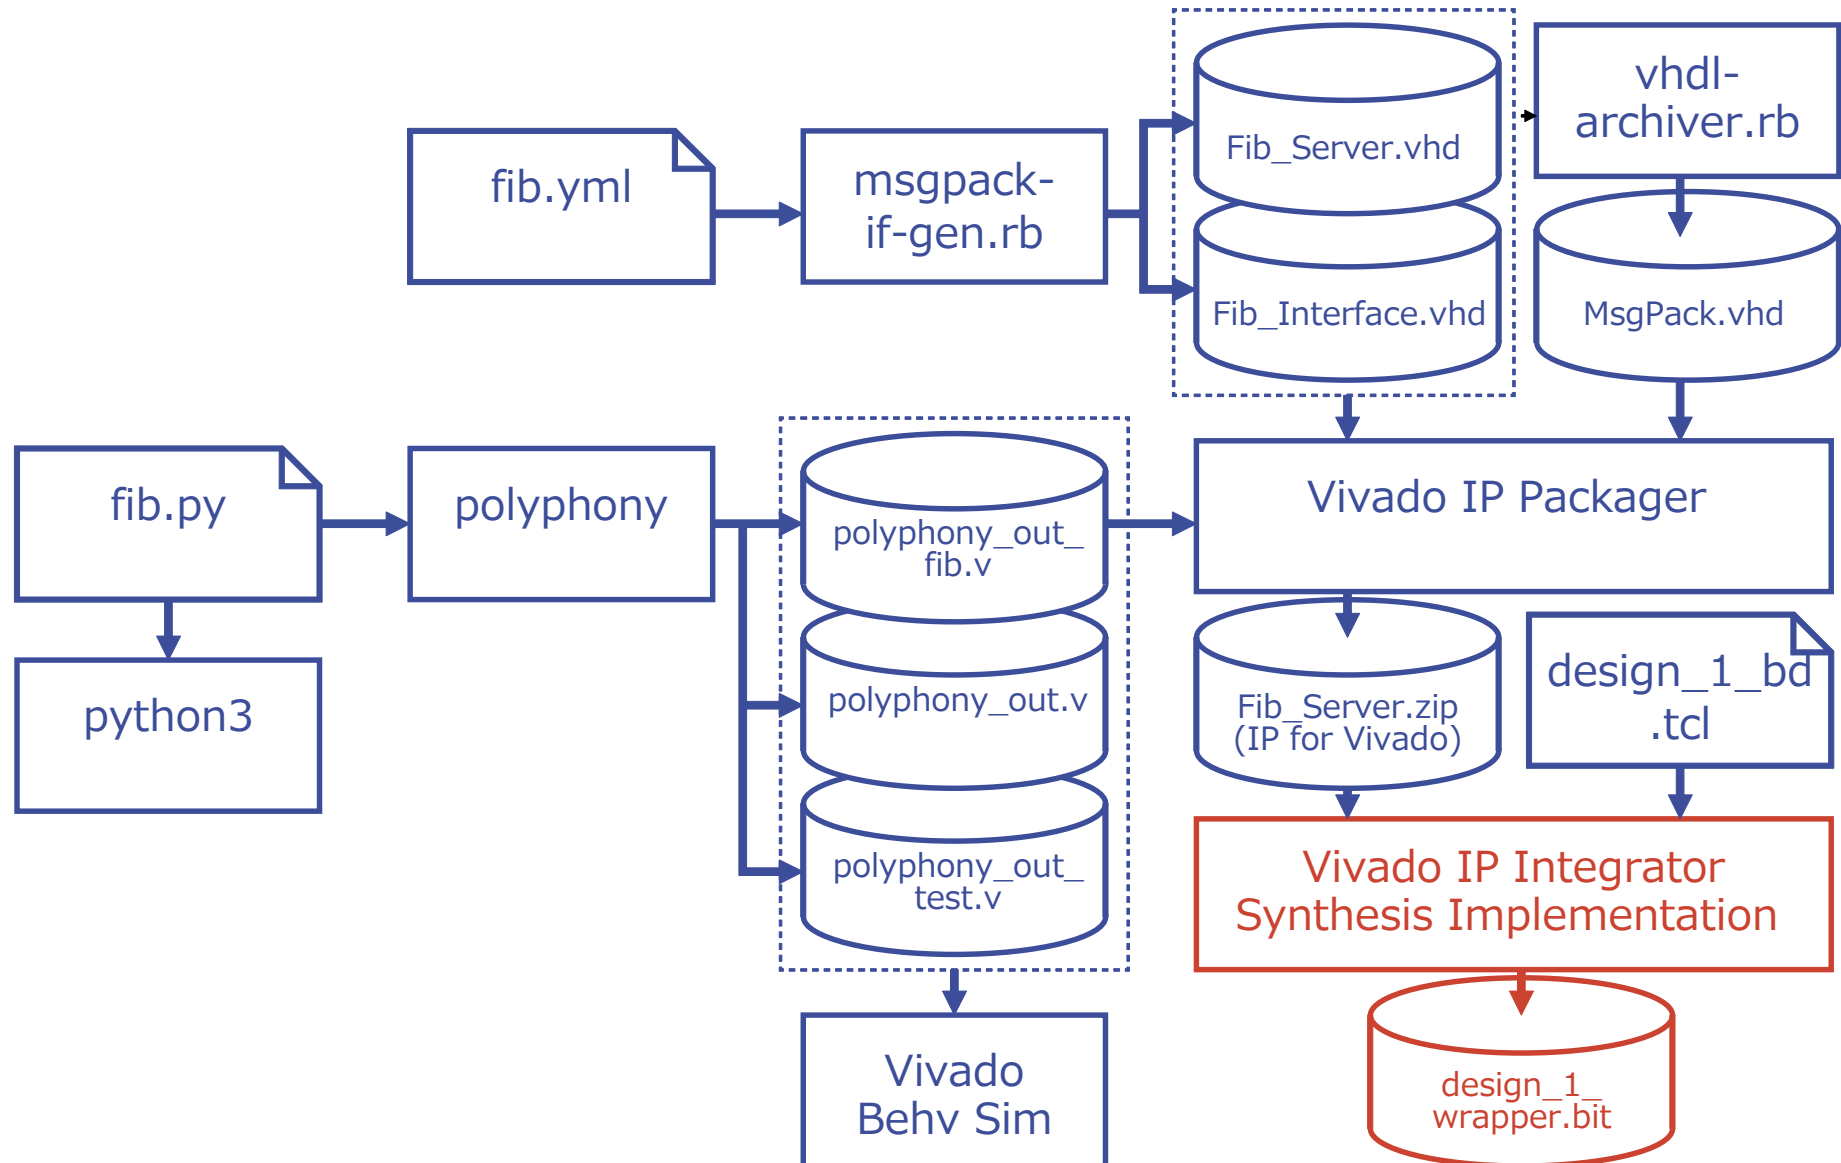 vhdl-
archiver.rb
Fib_Server.vhd
fib.yml
msgpack-
if-gen.rb
Fib_Interface.vhd
MsgPack.vhd
fib.py
polyphony
polyphony_out_
fib.v
Vivado IP Packager
python3
polyphony_out.v
Fib_Server.zip
(IP for Vivado)
design_1_bd
.tcl
polyphony_out_
test.v
Vivado IP Integrator
Synthesis Implementation
Vivado
Behv Sim
design_1_
wrapper.bit